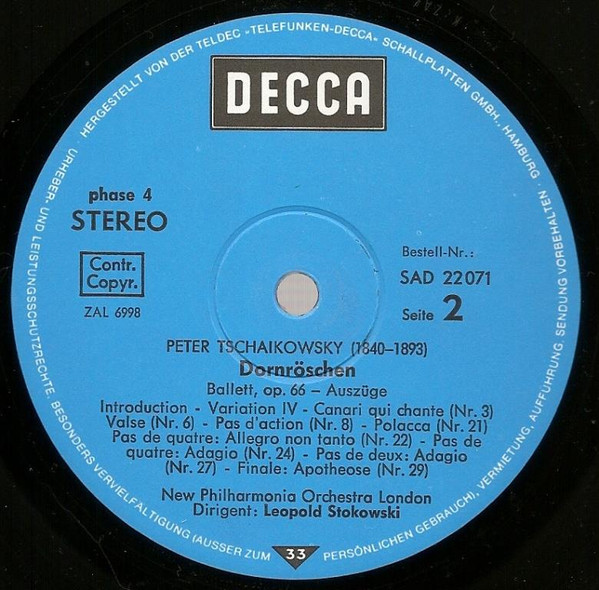 HERGESTELLT VON DER TELDEC »TELEFUNKEN-DECCA« SCHALLPLATTEN GMBH., HAMBURG ·
URHEBER- UND LEISTUNGSSCHUTZRECHTE, BESONDERS VERVIELFÄLTIGUNG (AUSSER ZUM PERSÖNLICHEN GEBRAUCH), VERMIETUNG, AUFFÜHRUNG, SENDUNG VORBEHALTEN ·
DECCA
phase 4
STEREO
Contr.
Copyr.
ZAL 6998
Bestell-Nr.:
SAD 22071
Seite 2
PETER TSCHAIKOWSKY (1840–1893)
Dornröschen
Ballett, op. 66 – Auszüge
Introduction - Variation IV - Canari qui chante (Nr. 3)
Valse (Nr. 6) - Pas d'action (Nr. 8) - Polacca (Nr. 21)
Pas de quatre: Allegro non tanto (Nr. 22) - Pas de
quatre: Adagio (Nr. 24) - Pas de deux: Adagio
(Nr. 27) - Finale: Apotheose (Nr. 29)
New Philharmonia Orchestra London
Dirigent: Leopold Stokowski
33